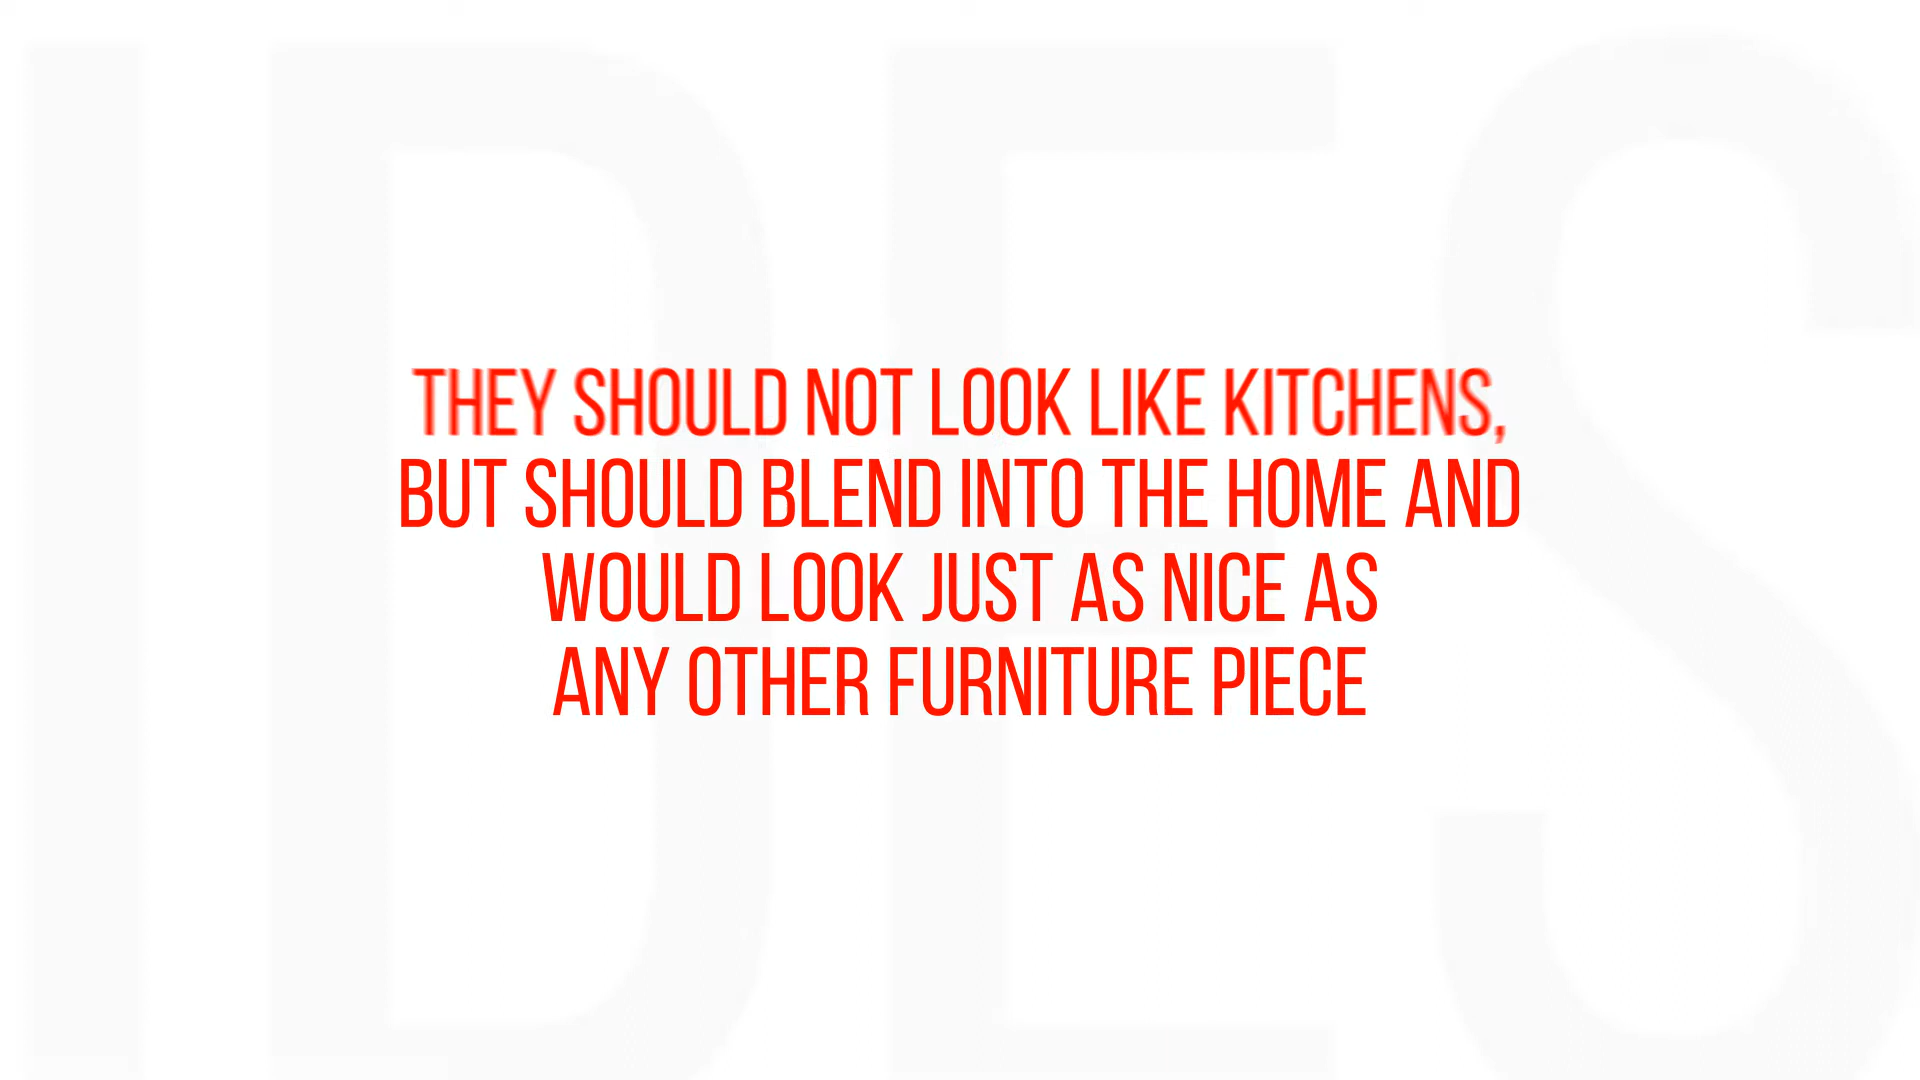 IDES
THEY SHOULD NOT LOOK LIKE KITCHENS,
BUT SHOULD BLEND INTO THE HOME AND
WOULD LOOK JUST AS NICE AS
ANY OTHER FURNITURE PIECE